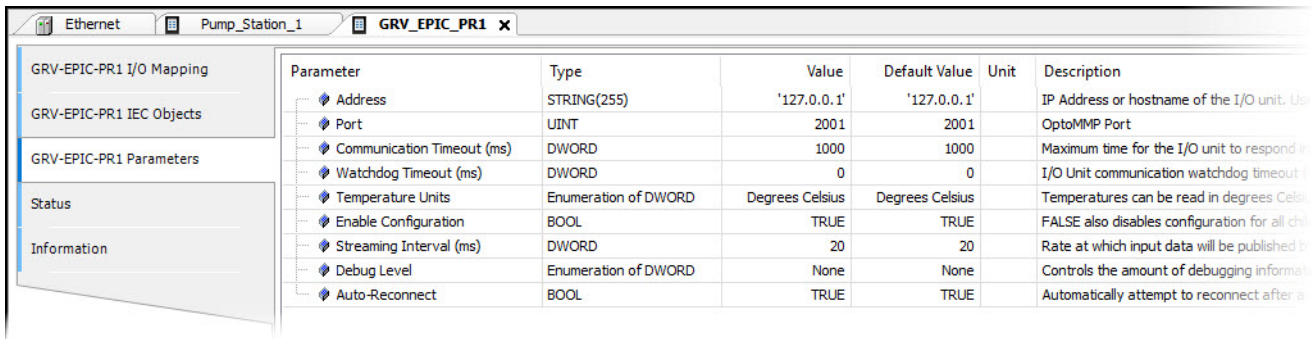 Ethernet Pump_Station_1 GRV_EPIC_PR1
GRV-EPIC-PR1 I/O Mapping
GRV-EPIC-PR1 IEC Objects
GRV-EPIC-PR1 Parameters
Status
Information
Parameter Type Value Default Value Unit Description
Address STRING(255) '127.0.0.1' '127.0.0.1' IP Address or hostname of the I/O unit.
Port UINT 2001 2001 OptoMMP Port
Communication Timeout (ms) DWORD 1000 1000 Maximum time for the I/O unit to respond
Watchdog Timeout (ms) DWORD 0 0 I/O Unit communication watchdog timeout
Temperature Units Enumeration of DWORD Degrees Celsius Degrees Celsius Temperatures can be read in degrees
Enable Configuration BOOL TRUE TRUE FALSE also disables configuration for all
Streaming Interval (ms) DWORD 20 20 Rate at which input data will be published
Debug Level Enumeration of DWORD None None Controls the amount of debugging
Auto-Reconnect BOOL TRUE TRUE Automatically attempt to reconnect after